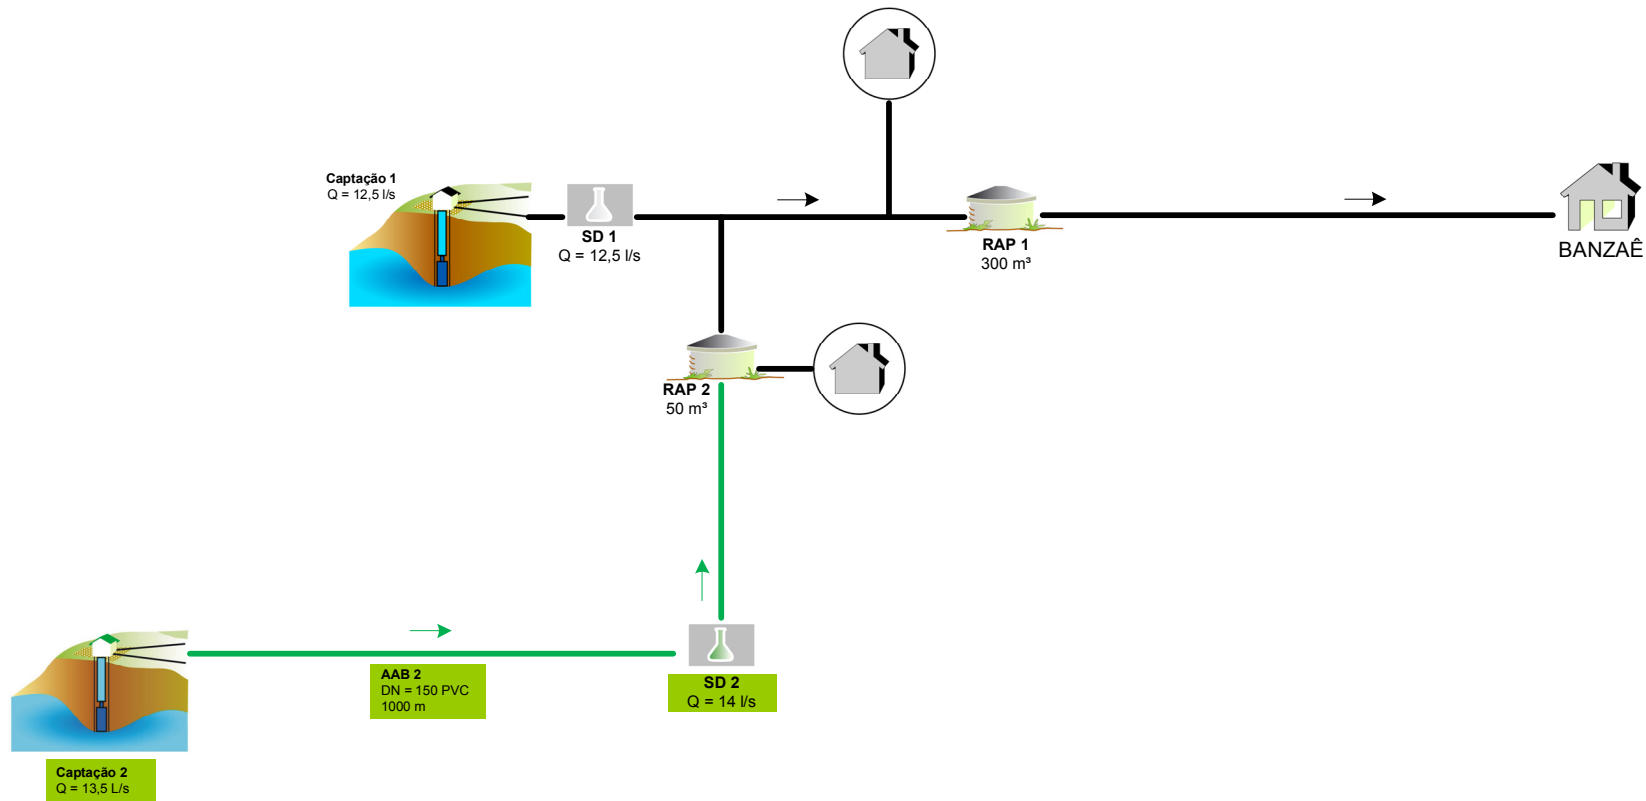 Captação 1
Q = 12,5 l/s
SD 1
Q = 12,5 l/s
RAP 1
300 m³
BANZAÊ
RAP 2
50 m³
AAB 2
DN = 150 PVC
1000 m
SD 2
Q = 14 l/s
Captação 2
Q = 13,5 L/s